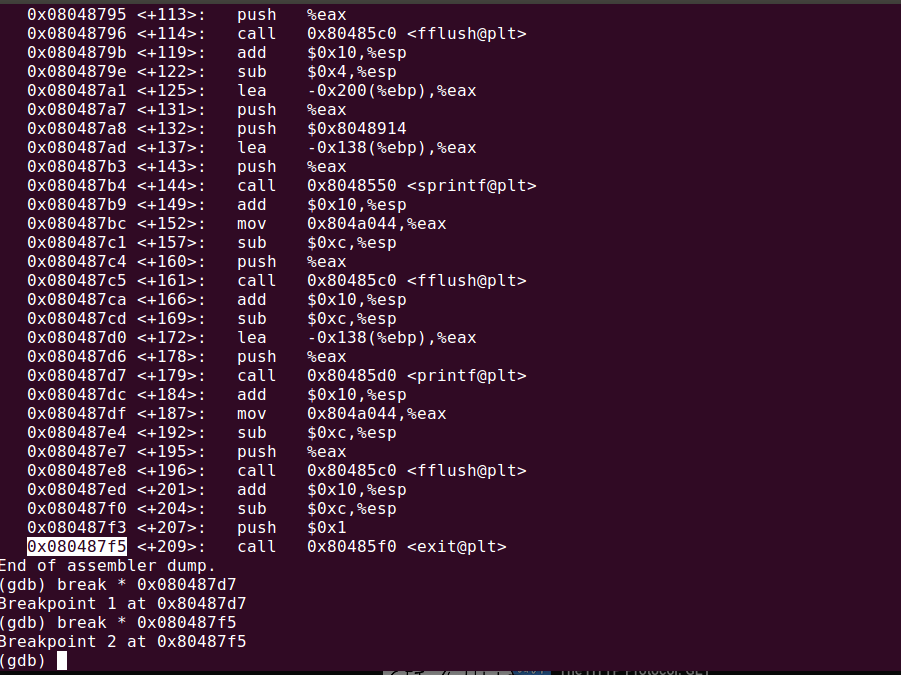 0x08048795 <+113>: push %eax
0x08048796 <+114>: call 0x80485c0 <fflush@plt>
0x0804879b <+119>: add $0x10,%esp
0x0804879e <+122>: sub $0x4,%esp
0x080487a1 <+125>: lea -0x200(%ebp),%eax
0x080487a7 <+131>: push %eax
0x080487a8 <+132>: push $0x8048914
0x080487ad <+137>: lea -0x138(%ebp),%eax
0x080487b3 <+143>: push %eax
0x080487b4 <+144>: call 0x8048550 <sprintf@plt>
0x080487b9 <+149>: add $0x10,%esp
0x080487bc <+152>: mov 0x804a044,%eax
0x080487c1 <+157>: sub $0xc,%esp
0x080487c4 <+160>: push %eax
0x080487c5 <+161>: call 0x80485c0 <fflush@plt>
0x080487ca <+166>: add $0x10,%esp
0x080487cd <+169>: sub $0xc,%esp
0x080487d0 <+172>: lea -0x138(%ebp),%eax
0x080487d6 <+178>: push %eax
0x080487d7 <+179>: call 0x80485d0 <printf@plt>
0x080487dc <+184>: add $0x10,%esp
0x080487df <+187>: mov 0x804a044,%eax
0x080487e4 <+192>: sub $0xc,%esp
0x080487e7 <+195>: push %eax
0x080487e8 <+196>: call 0x80485c0 <fflush@plt>
0x080487ed <+201>: add $0x10,%esp
0x080487f0 <+204>: sub $0xc,%esp
0x080487f3 <+207>: push $0x1
0x080487f5 <+209>: call 0x80485f0 <exit@plt>
End of assembler dump.
(gdb) break * 0x080487d7
Breakpoint 1 at 0x80487d7
(gdb) break * 0x080487f5
Breakpoint 2 at 0x80487f5
(gdb)